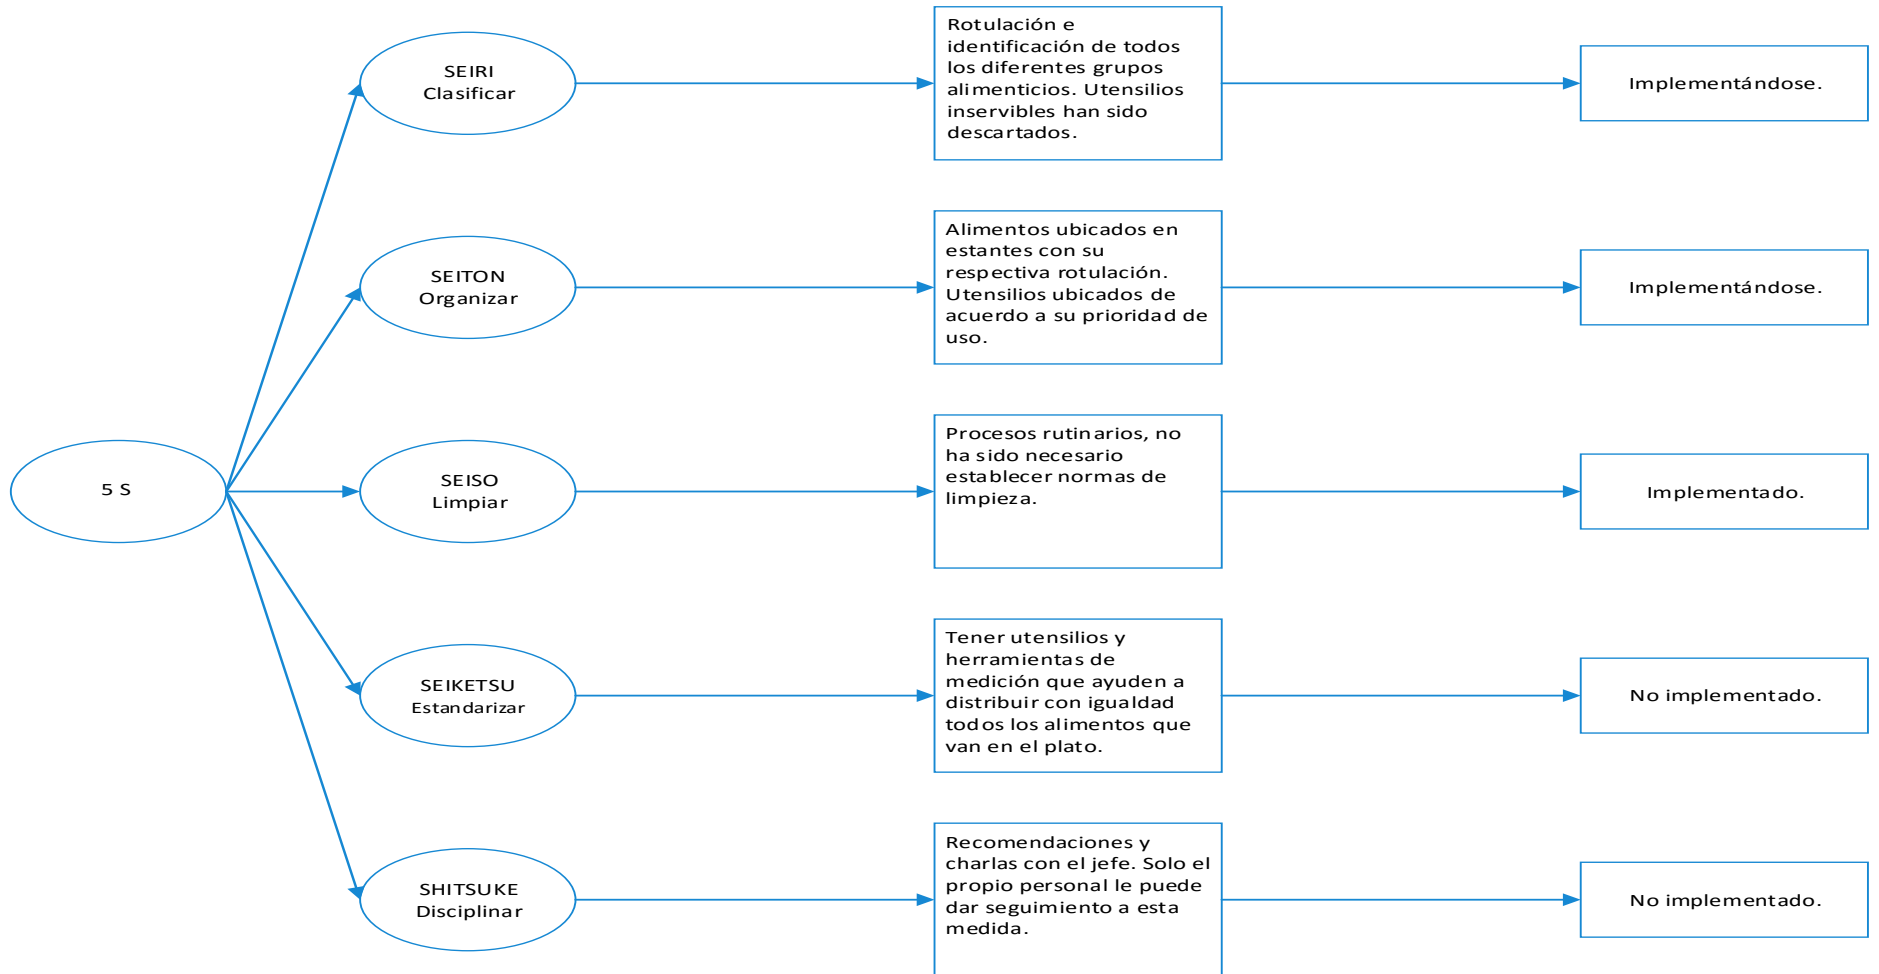 SEIRI
Clasificar
Rotulación e
identificación de todos
los diferentes grupos
alimenticios. Utensilios
inservibles han sido
descartados.
Implementándose.
SEITON
Organizar
Alimentos ubicados en
estantes con su
respectiva rotulación.
Utensilios ubicados de
acuerdo a su prioridad de
uso.
Implementándose.
5 S
SEISO
Limpiar
Procesos rutinarios, no
ha sido necesario
establecer normas de
limpieza.
Implementado.
SEIKETSU
Estandarizar
Tener utensilios y
herramientas de
medición que ayuden a
distribuir con igualdad
todos los alimentos que
van en el plato.
No implementado.
SHITSUKE
Disciplinar
Recomendaciones y
charlas con el jefe. Solo el
propio personal le puede
dar seguimiento a esta
medida.
No implementado.